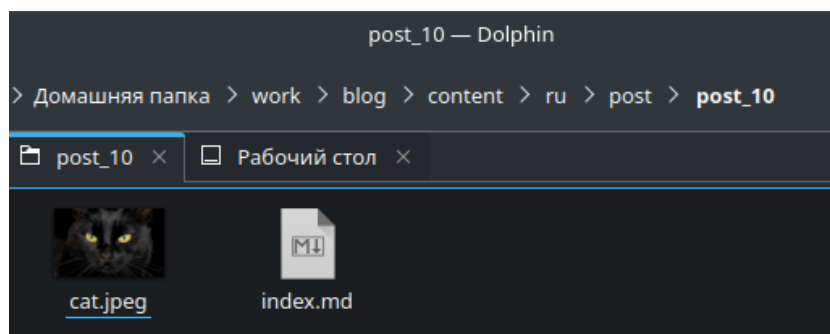 post_10 — Dolphin
> Домашняя папка > work > blog > content > ru > post > post_10
post_10 × Рабочий стол ×
cat.jpeg index.md